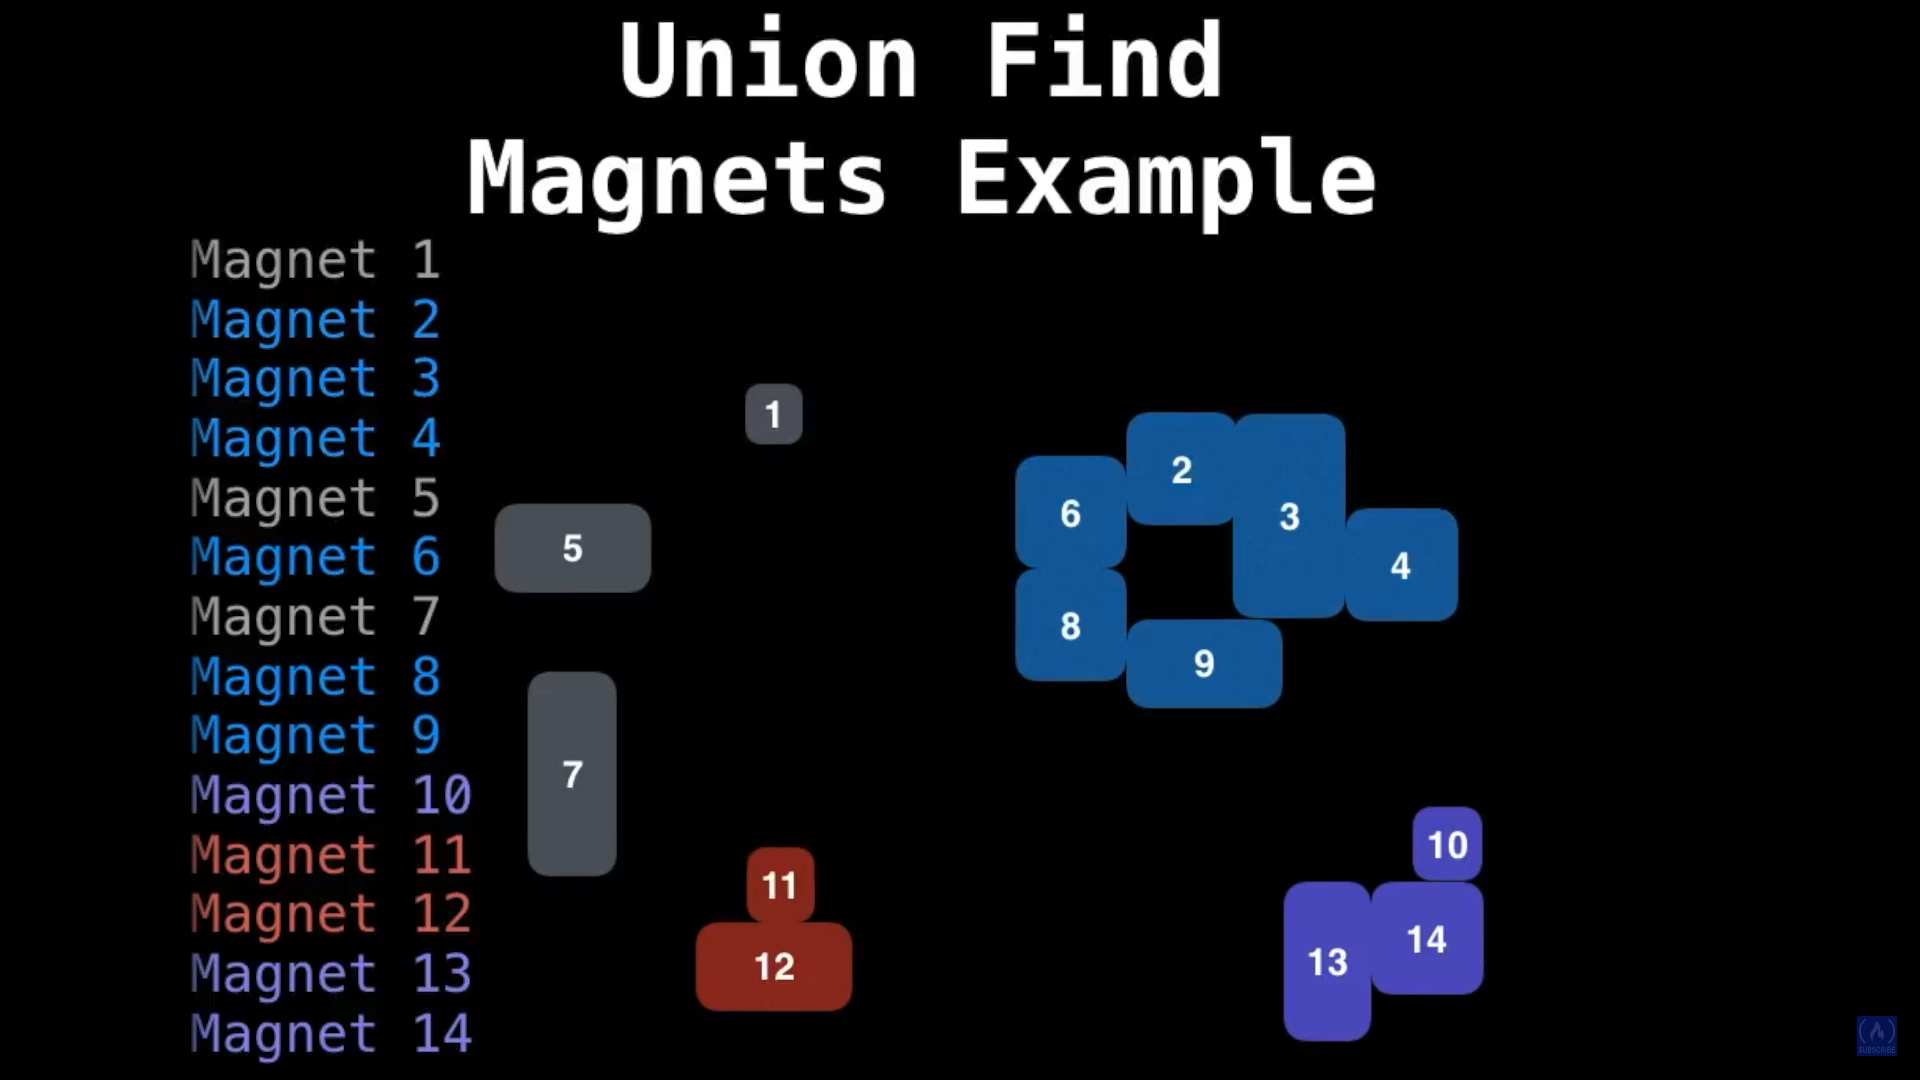 Union Find
Magnets Example
Magnet 1
Magnet 2
Magnet 3
Magnet 4
Magnet 5
Magnet 6
Magnet 7
Magnet 8
Magnet 9
Magnet 10
Magnet 11
Magnet 12
Magnet 13
Magnet 14
1
2
6
3
5
4
8
9
7
10
11
14
13
12
SUBSCRIBE